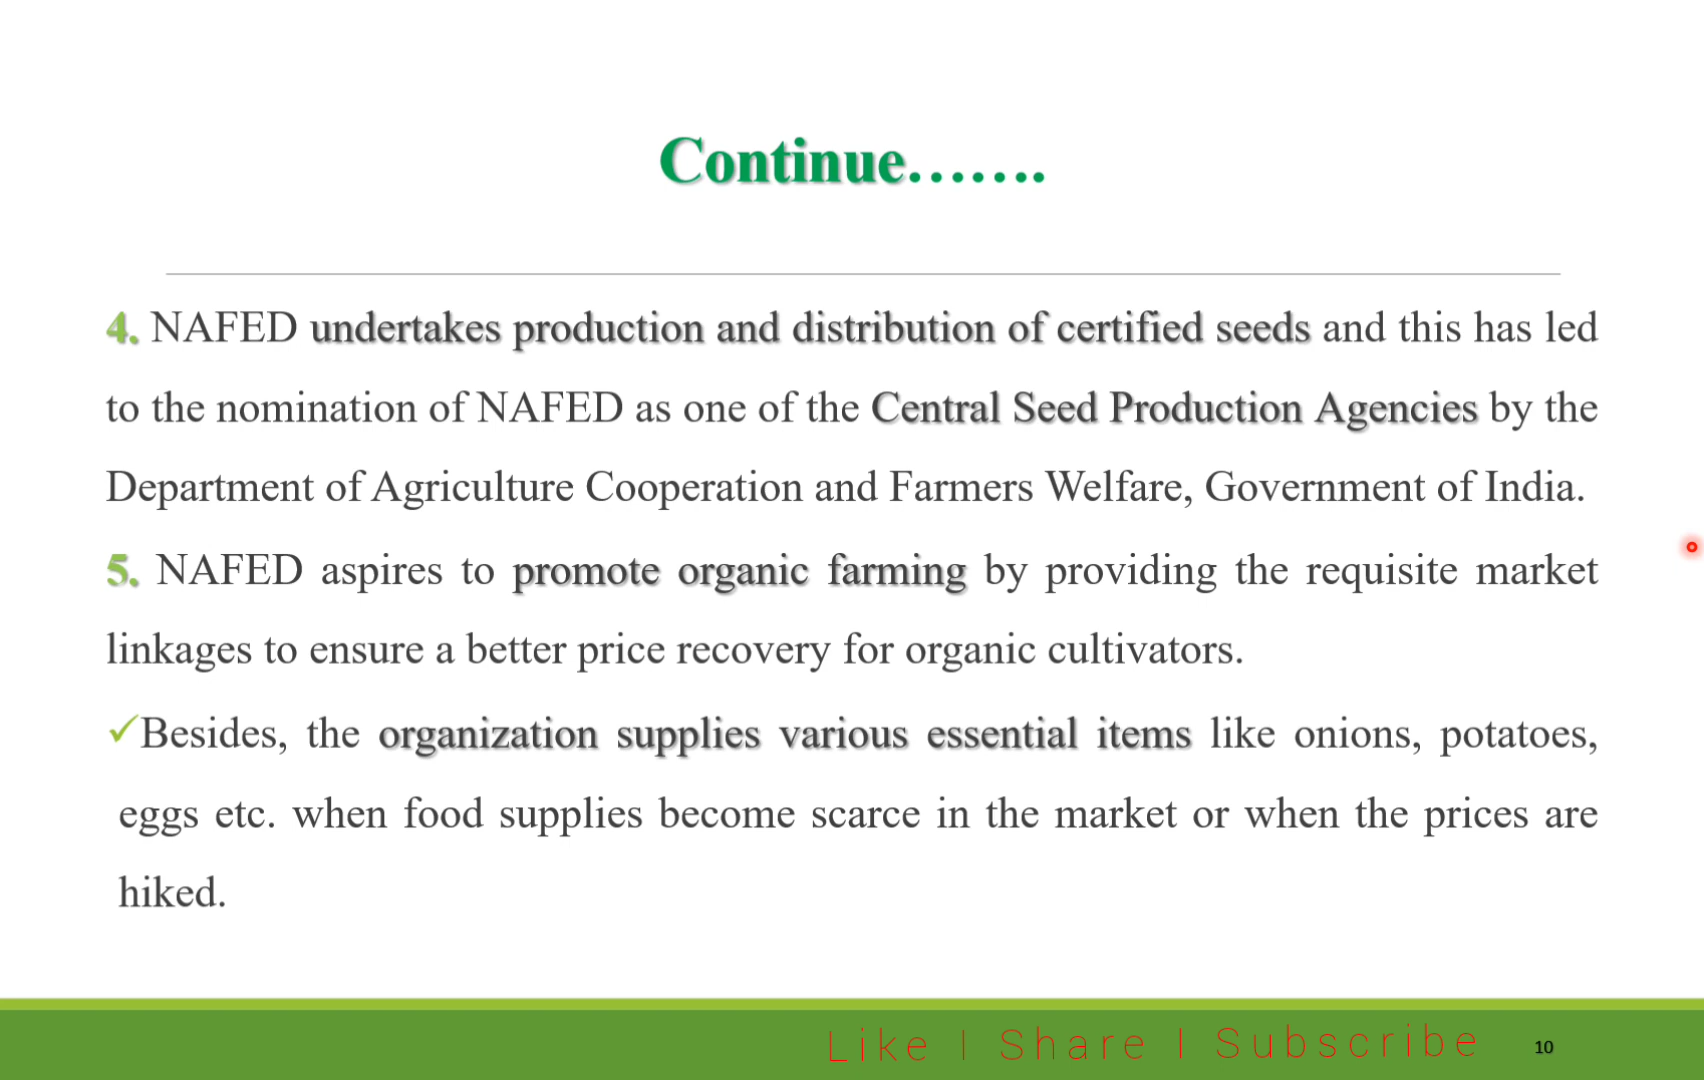 Continue.......
4. NAFED undertakes production and distribution of certified seeds and this has led
to the nomination of NAFED as one of the Central Seed Production Agencies by the
Department of Agriculture Cooperation and Farmers Welfare, Government of India.
5. NAFED aspires to promote organic farming by providing the requisite market
linkages to ensure a better price recovery for organic cultivators.
✓Besides, the organization supplies various essential items like onions, potatoes,
eggs etc. when food supplies become scarce in the market or when the prices are
hiked.
Like I Share I Subscribe 10